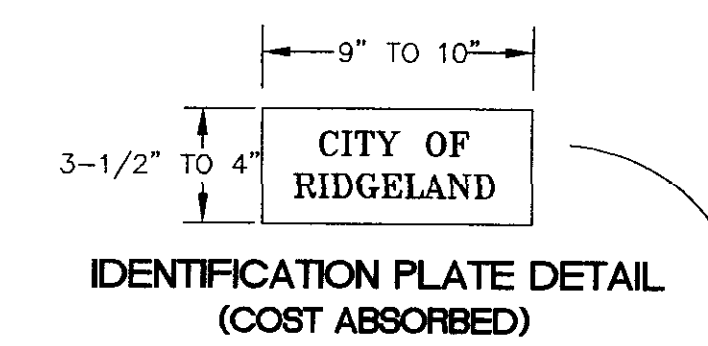 9" TO 10"
3-1/2" TO 4"
CITY OF
RIDGELAND
IDENTIFICATION PLATE DETAIL
(COST ABSORBED)